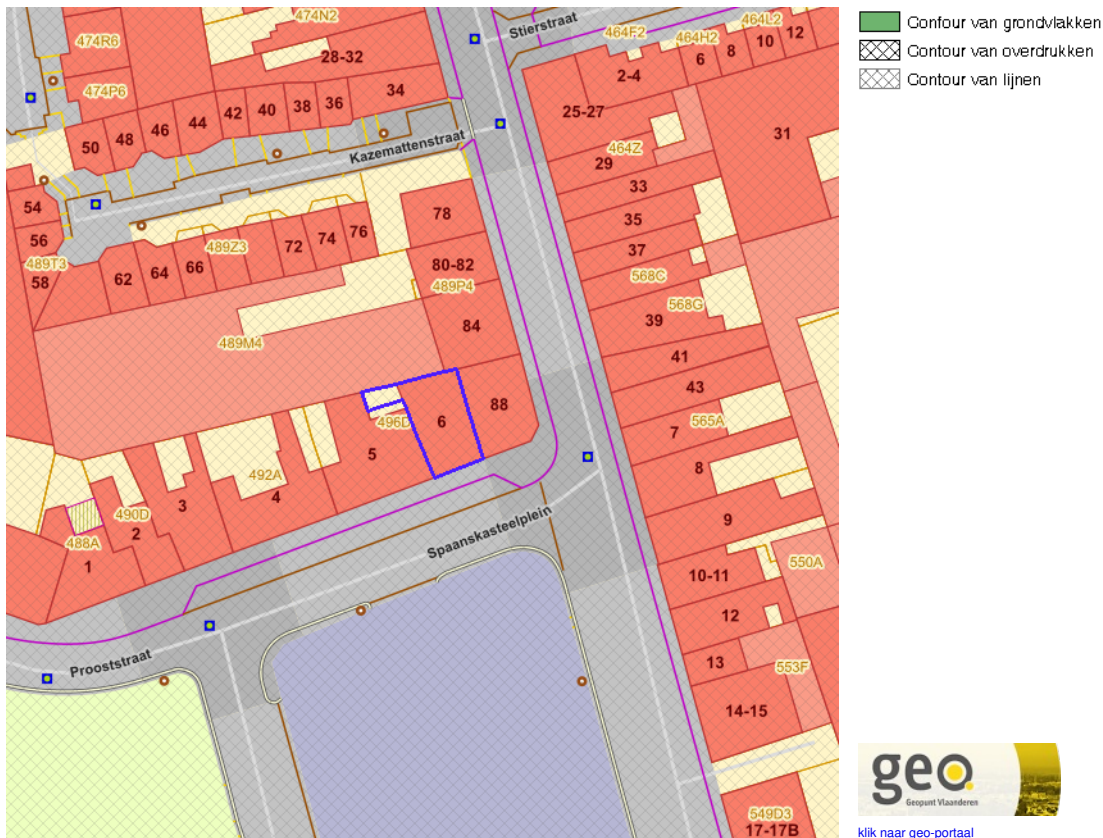 474N2
474R6
28-32
474P6
34
36
38
40
42
44
46
48
50
Kazemattenstraat
Stierstraat
464F2
464H2
464L2
2-4
6
8
10
12
25-27
31
464Z
29
33
35
37
568C
568G
39
41
43
565A
7
8
9
10-11
550A
12
13
553F
14-15
549D3
17-17B
54
56
489T3
58
62
64
66
489Z3
72
74
76
78
80-82
489P4
84
489M4
88
6
496D
5
492A
4
3
490D
2
488A
1
Spaanskasteelplein
Prooststraat
Contour van grondvlakken
Contour van overdrukken
Contour van lijnen
geo
Geopunt Vlaanderen
klik naar geo-portaal